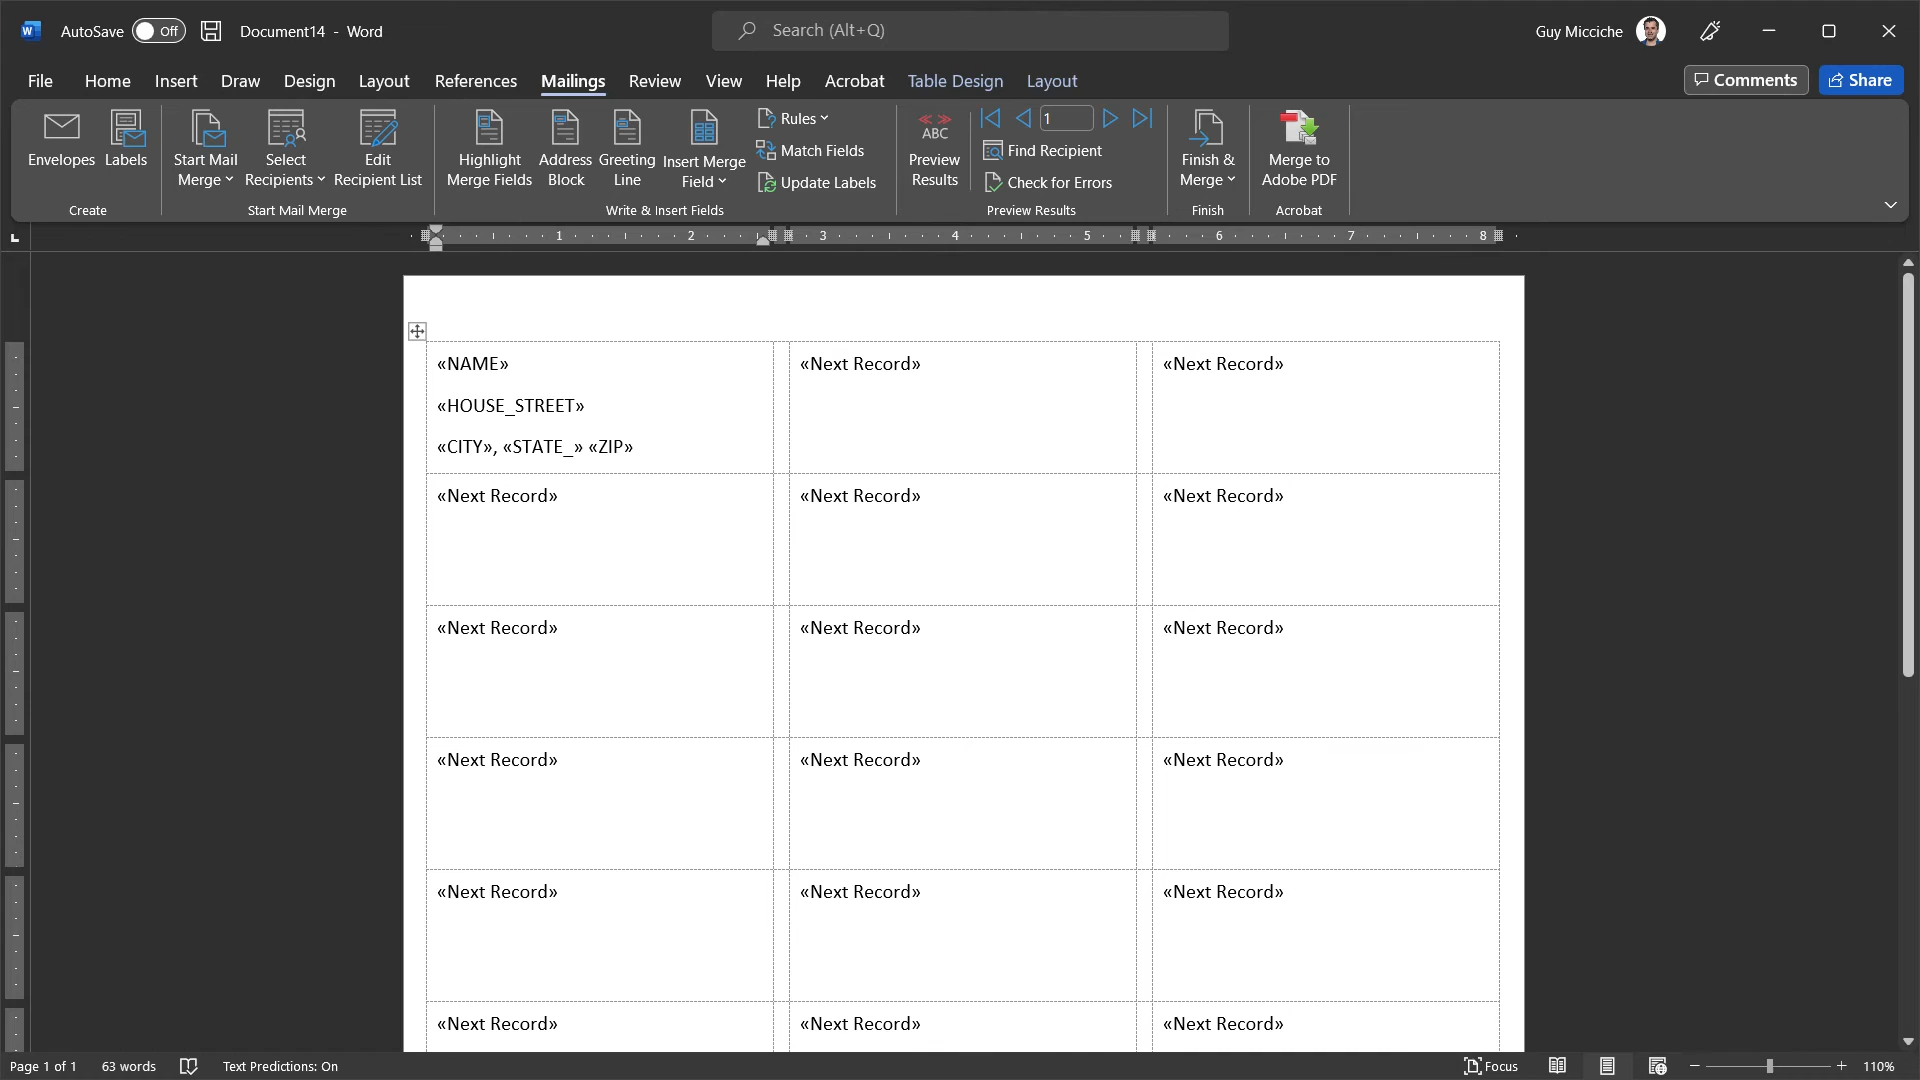 AutoSave Off Document14 - Word Search (Alt+Q) Guy Micciche
File Home Insert Draw Design Layout References Mailings Review View Help Acrobat Table Design Layout Comments Share
Envelopes
Labels
Create
Start Mail
Merge
Select
Recipients
Edit
Recipient List
Start Mail Merge
Highlight
Merge Fields
Address
Block
Greeting
Line
Insert Merge
Field
Rules
Match Fields
Update Labels
Write & Insert Fields
ABC
Preview
Results
1
Find Recipient
Check for Errors
Preview Results
Finish &
Merge
Finish
Merge to
Adobe PDF
Acrobat
1 2 3 4 5 6 7 8
«NAME» «Next Record» «Next Record»
«HOUSE_STREET»
«CITY», «STATE_» «ZIP»
«Next Record» «Next Record» «Next Record»
«Next Record» «Next Record» «Next Record»
«Next Record» «Next Record» «Next Record»
«Next Record» «Next Record» «Next Record»
«Next Record» «Next Record» «Next Record»
Page 1 of 1 63 words Text Predictions: On Focus 110%